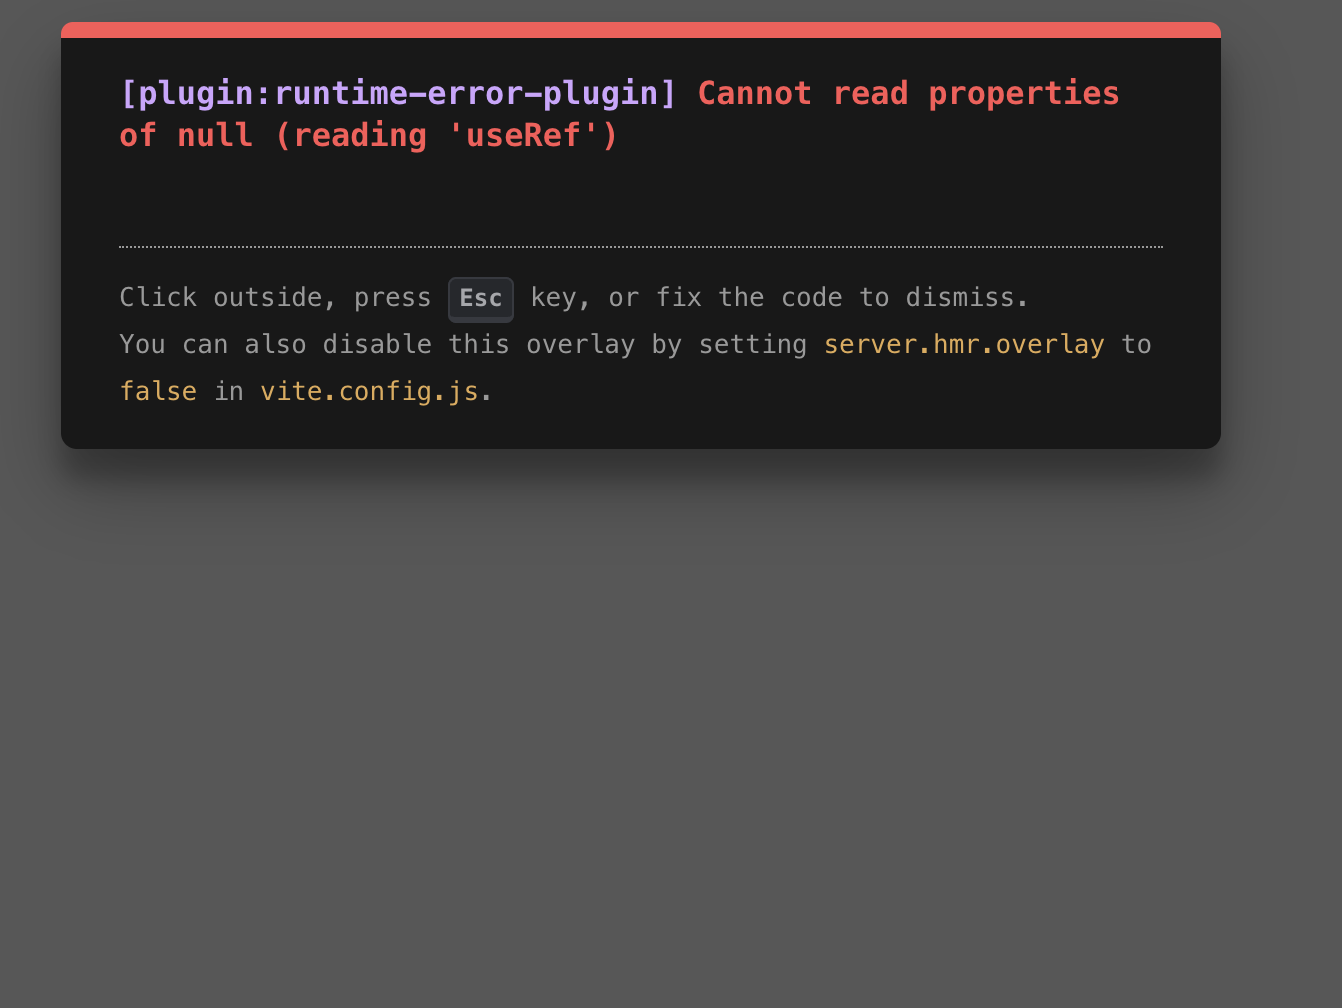 [plugin:runtime-error-plugin] Cannot read properties
of null (reading 'useRef')
Click outside, press Esc key, or fix the code to dismiss.
You can also disable this overlay by setting server.hmr.overlay to
false in vite.config.js.